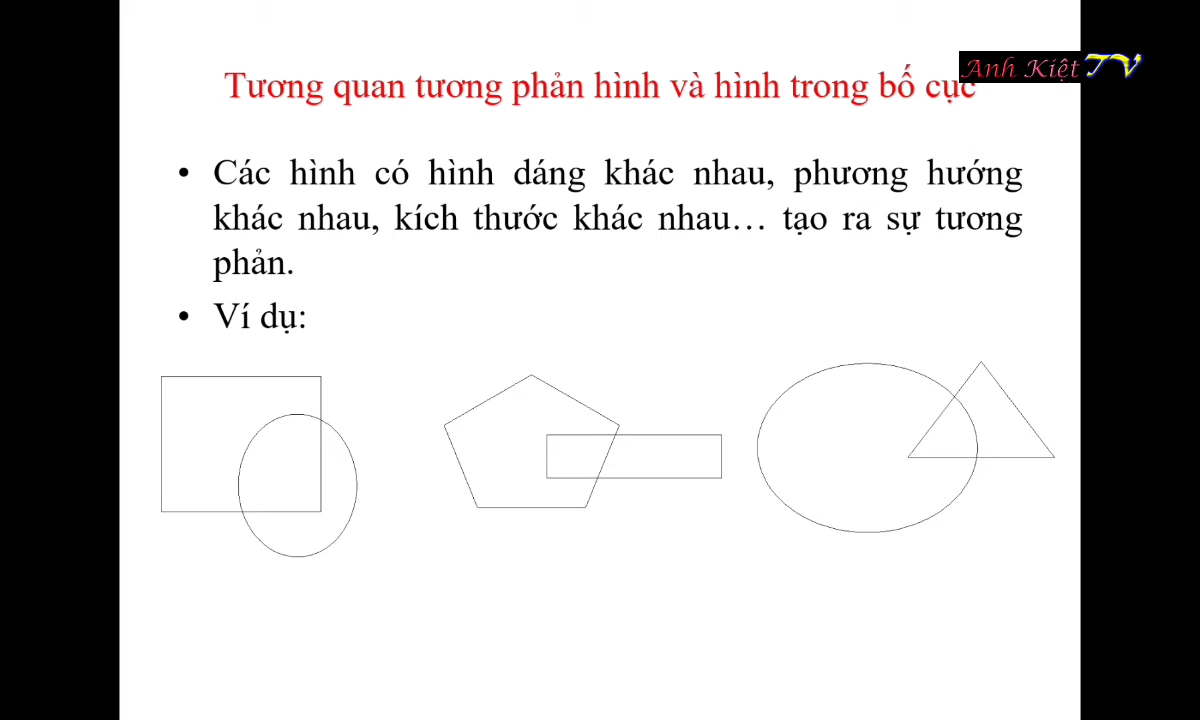 Anh Kiệt TV
Tương quan tương phản hình và hình trong bố cục
• Các hình có hình dáng khác nhau, phương hướng
khác nhau, kích thước khác nhau… tạo ra sự tương
phản.
• Ví dụ: